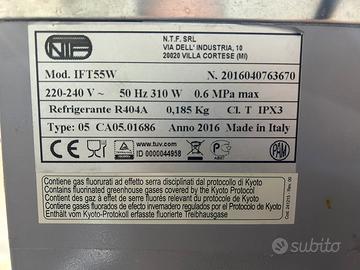 NTF
N.T.F. SRL
VIA DELL' INDUSTRIA, 10
20020 VILLA CORTESE (MI)
Mod. IFT55W N. 2016040763670
220-240 V ~ 50 Hz 310 W 0.6 MPa max
Refrigerante R404A 0,185 Kg Cl. T IPX3
Type: 05 CA05.01686 Anno 2016 Made in Italy
CE
www.tuv.com
ID 0000044958
PAM
Contiene gas fluorurati ad effetto serra disciplinati dal protocollo di Kyoto
Contains fluorinated greenhouse gases covered by the Kyoto Protocol
Contient des gaz à effet de serre fluorés relevant du protocole de Kyoto
Contiene gases fluorados de efecto invernadero regulados por el Protocolo de Kyoto
Enthält vom Kyoto-Protokoll erfasste fluorierte Treibhausgase
subito